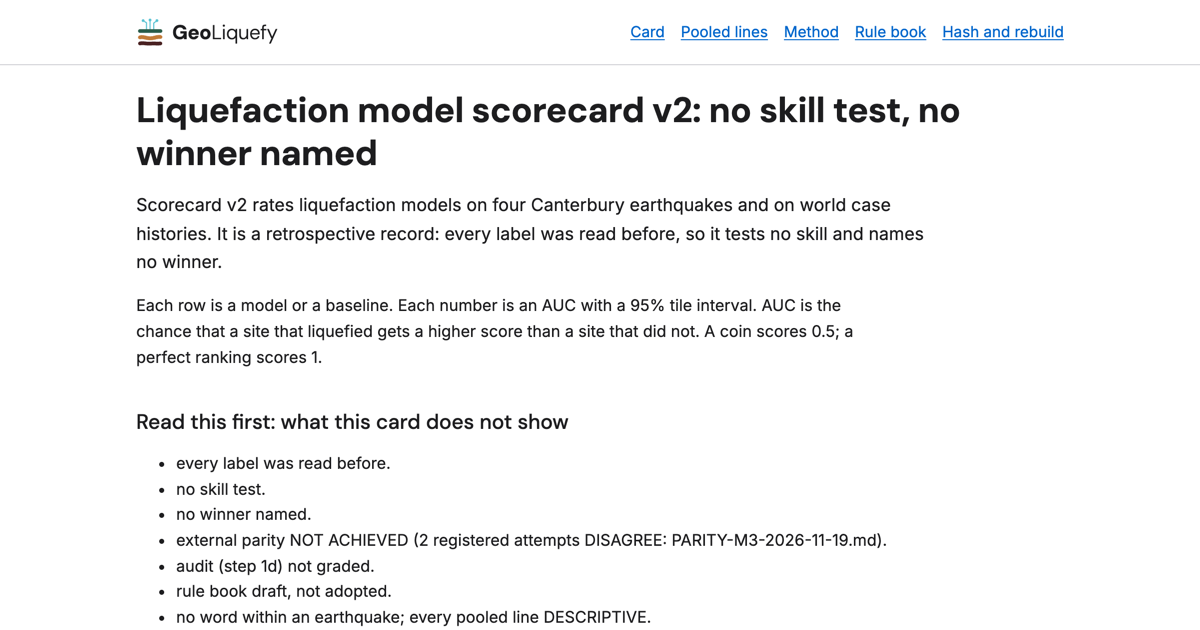 GeoLiquefy
Card Pooled lines Method Rule book Hash and rebuild
Liquefaction model scorecard v2: no skill test, no
winner named
Scorecard v2 rates liquefaction models on four Canterbury earthquakes and on world case
histories. It is a retrospective record: every label was read before, so it tests no skill and names
no winner.
Each row is a model or a baseline. Each number is an AUC with a 95% tile interval. AUC is the
chance that a site that liquefied gets a higher score than a site that did not. A coin scores 0.5; a
perfect ranking scores 1.
Read this first: what this card does not show
• every label was read before.
• no skill test.
• no winner named.
• external parity NOT ACHIEVED (2 registered attempts DISAGREE: PARITY-M3-2026-11-19.md).
• audit (step 1d) not graded.
• rule book draft, not adopted.
• no word within an earthquake; every pooled line DESCRIPTIVE.